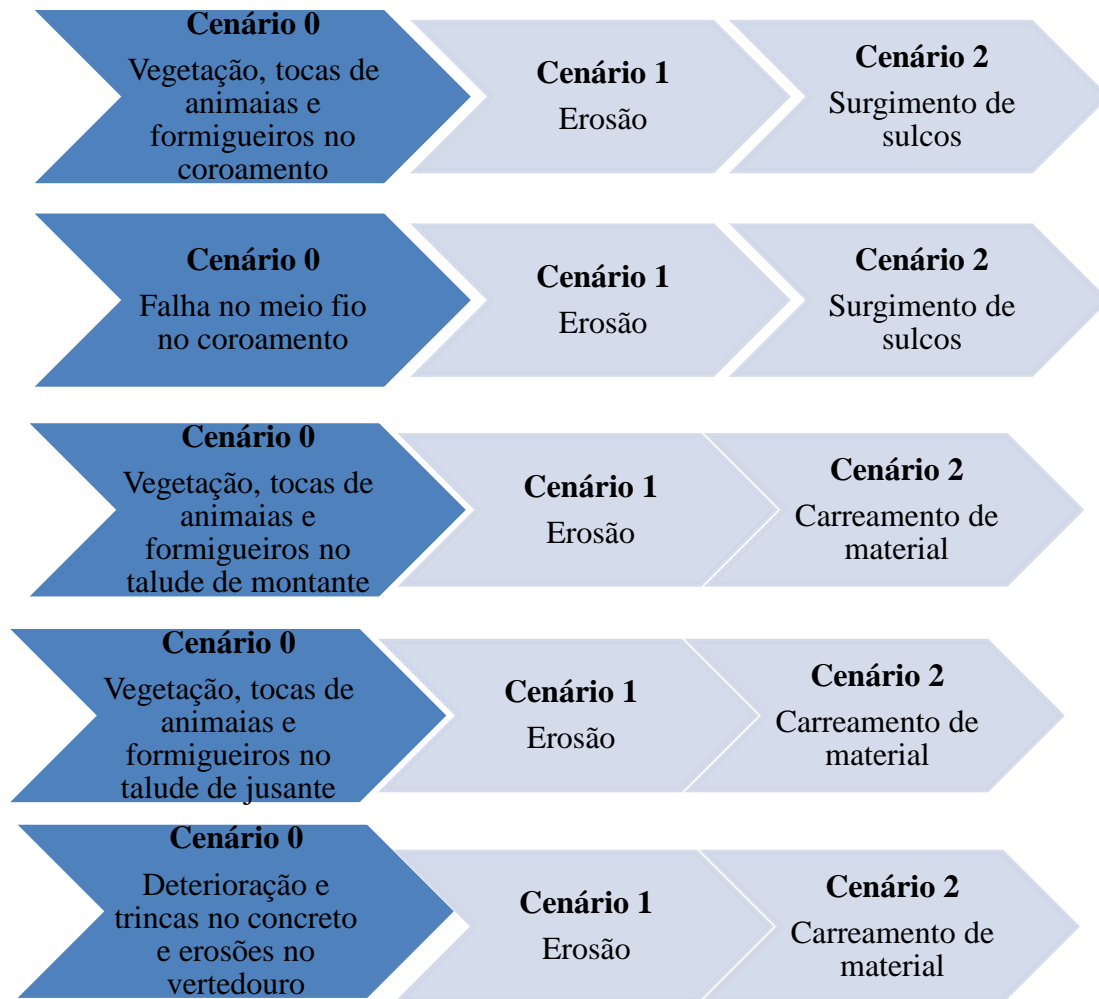 Cenário 0
Vegetação, tocas de
animaias e
formigueiros no
coroamento
Cenário 1
Erosão
Cenário 2
Surgimento de
sulcos
Cenário 0
Falha no meio fio
no coroamento
Cenário 1
Erosão
Cenário 2
Surgimento de
sulcos
Cenário 0
Vegetação, tocas de
animaias e
formigueiros no
talude de montante
Cenário 1
Erosão
Cenário 2
Carreamento de
material
Cenário 0
Vegetação, tocas de
animaias e
formigueiros no
talude de jusante
Cenário 1
Erosão
Cenário 2
Carreamento de
material
Cenário 0
Deterioração e
trincas no concreto
e erosões no
vertedouro
Cenário 1
Erosão
Cenário 2
Carreamento de
material